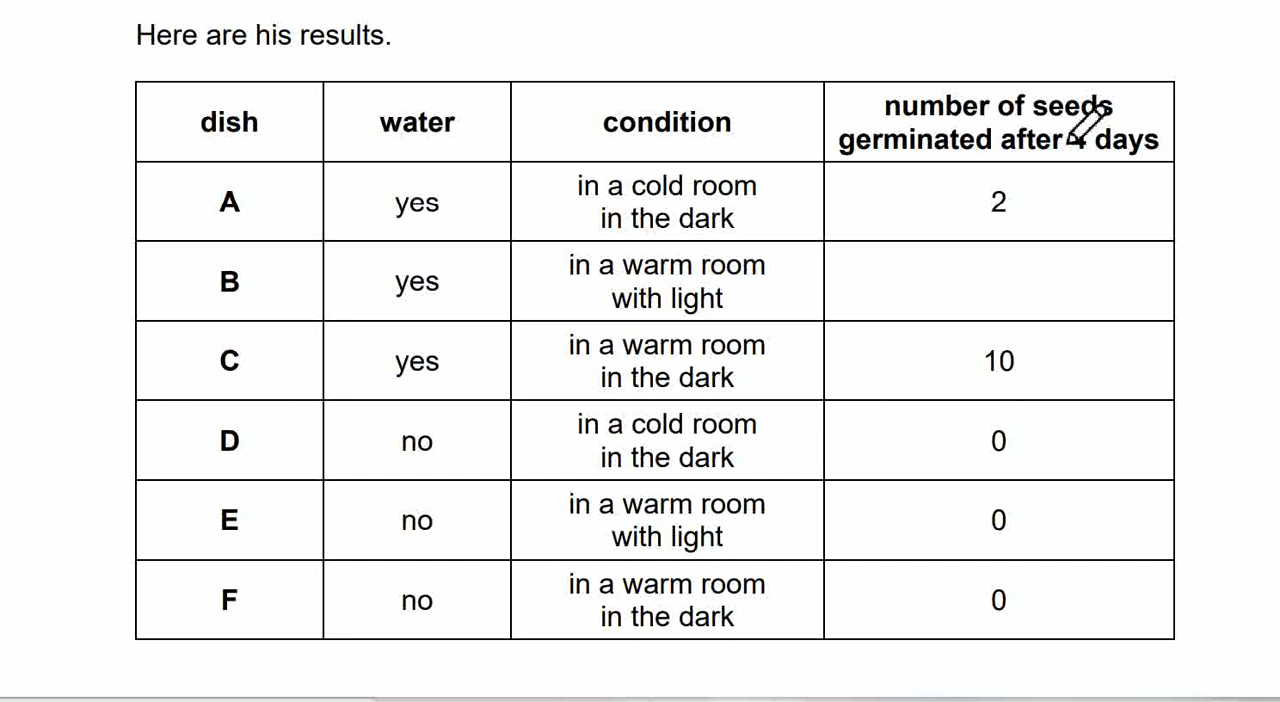 Here are his results.
dish water condition number of seeds
germinated after 4 days
A yes in a cold room
in the dark 2
B yes in a warm room
with light
C yes in a warm room
in the dark 10
D no in a cold room
in the dark 0
E no in a warm room
with light 0
F no in a warm room
in the dark 0